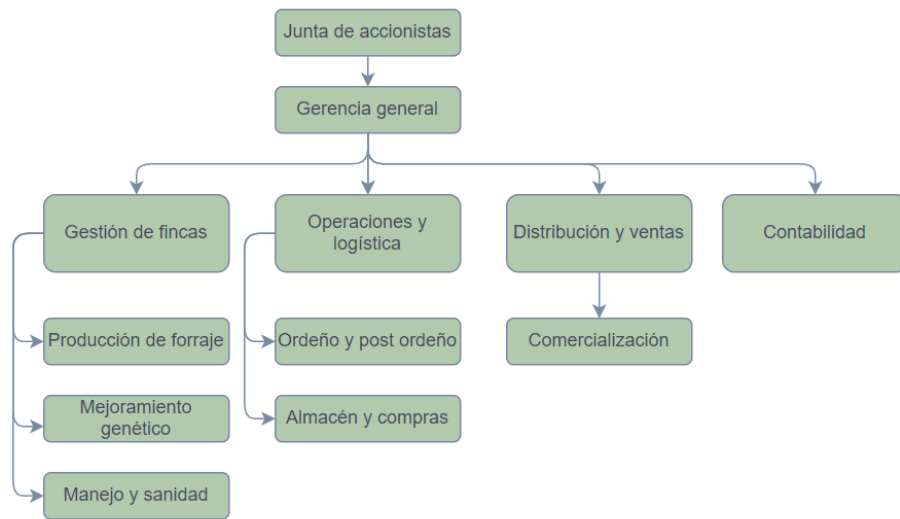 Junta de accionistas
Gerencia general
Gestión de fincas
Operaciones y
logística
Distribución y ventas
Contabilidad
Producción de forraje
Ordeño y post ordeño
Comercialización
Mejoramiento
genético
Almacén y compras
Manejo y sanidad